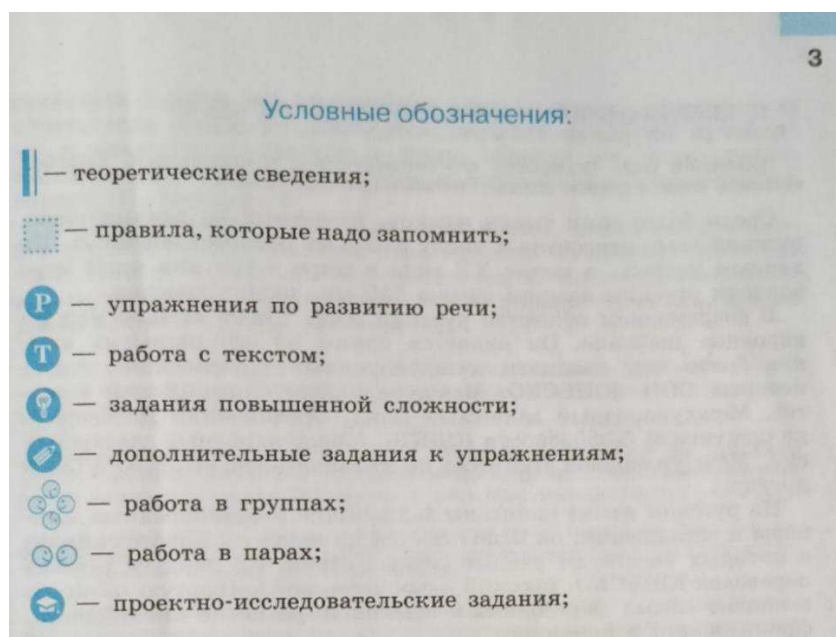 3
Условные обозначения:
— теоретические сведения;
— правила, которые надо запомнить;
Р — упражнения по развитию речи;
Т — работа с текстом;
— задания повышенной сложности;
— дополнительные задания к упражнениям;
— работа в группах;
— работа в парах;
— проектно-исследовательские задания;